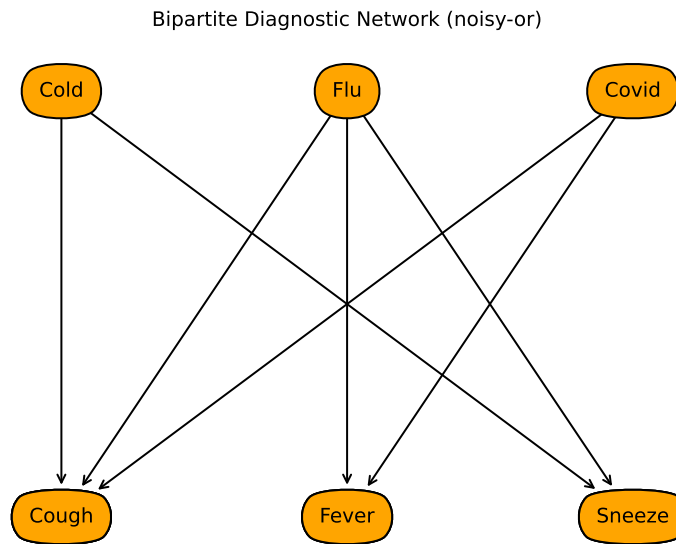 Bipartite Diagnostic Network (noisy-or)
Cold
Flu
Covid
Cough
Fever
Sneeze